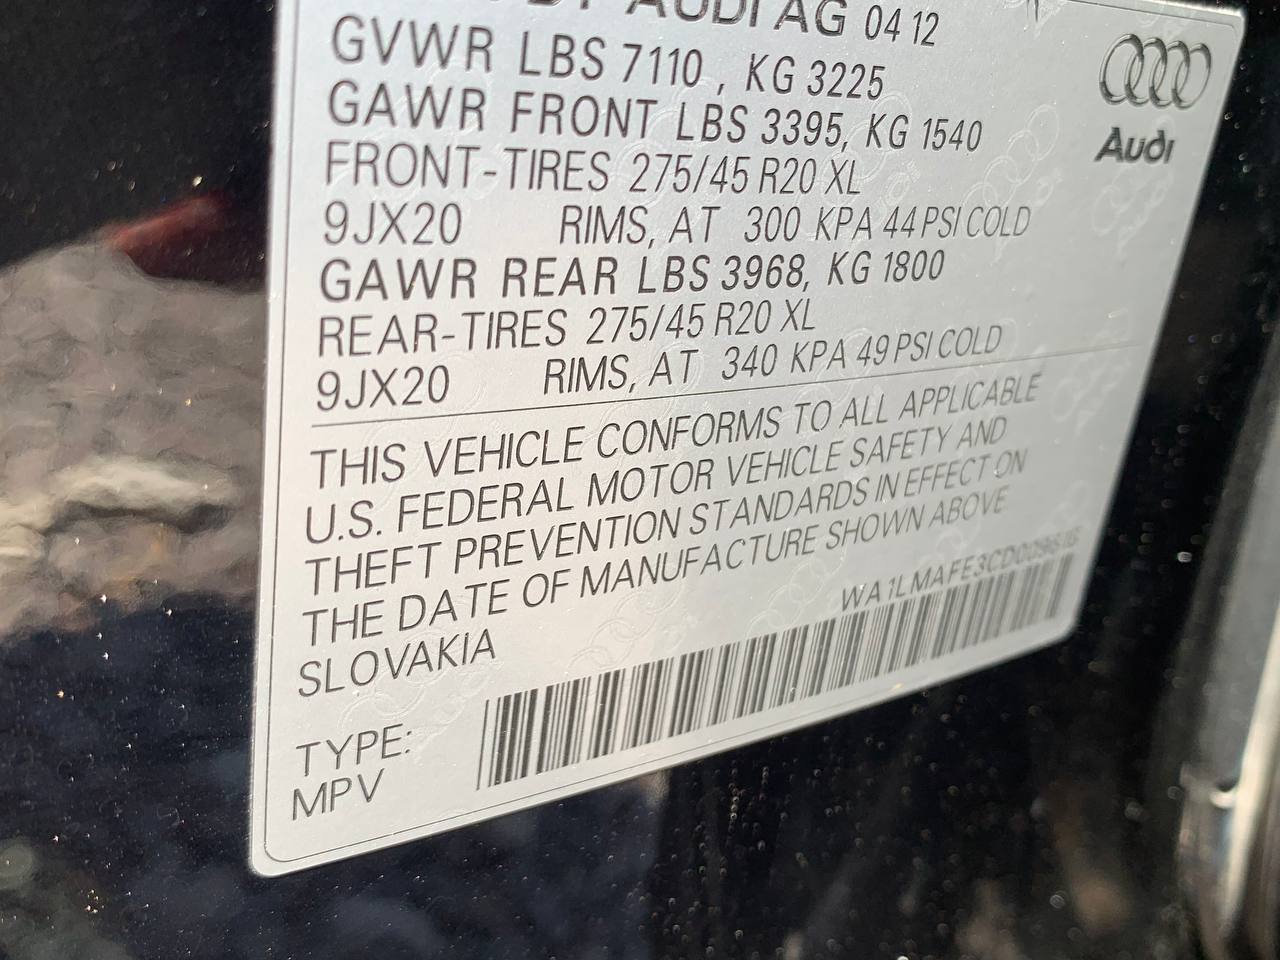 AUDI AG 04 12
GVWR LBS 7110 , KG 3225
GAWR FRONT LBS 3395, KG 1540
FRONT-TIRES 275/45 R20 XL
9JX20 RIMS, AT 300 KPA 44 PSI COLD
GAWR REAR LBS 3968, KG 1800
REAR-TIRES 275/45 R20 XL
9JX20 RIMS, AT 340 KPA 49 PSI COLD
Audi
THIS VEHICLE CONFORMS TO ALL APPLICABLE
U.S. FEDERAL MOTOR VEHICLE SAFETY AND
THEFT PREVENTION STANDARDS IN EFFECT ON
THE DATE OF MANUFACTURE SHOWN ABOVE
SLOVAKIA
TYPE:
MPV